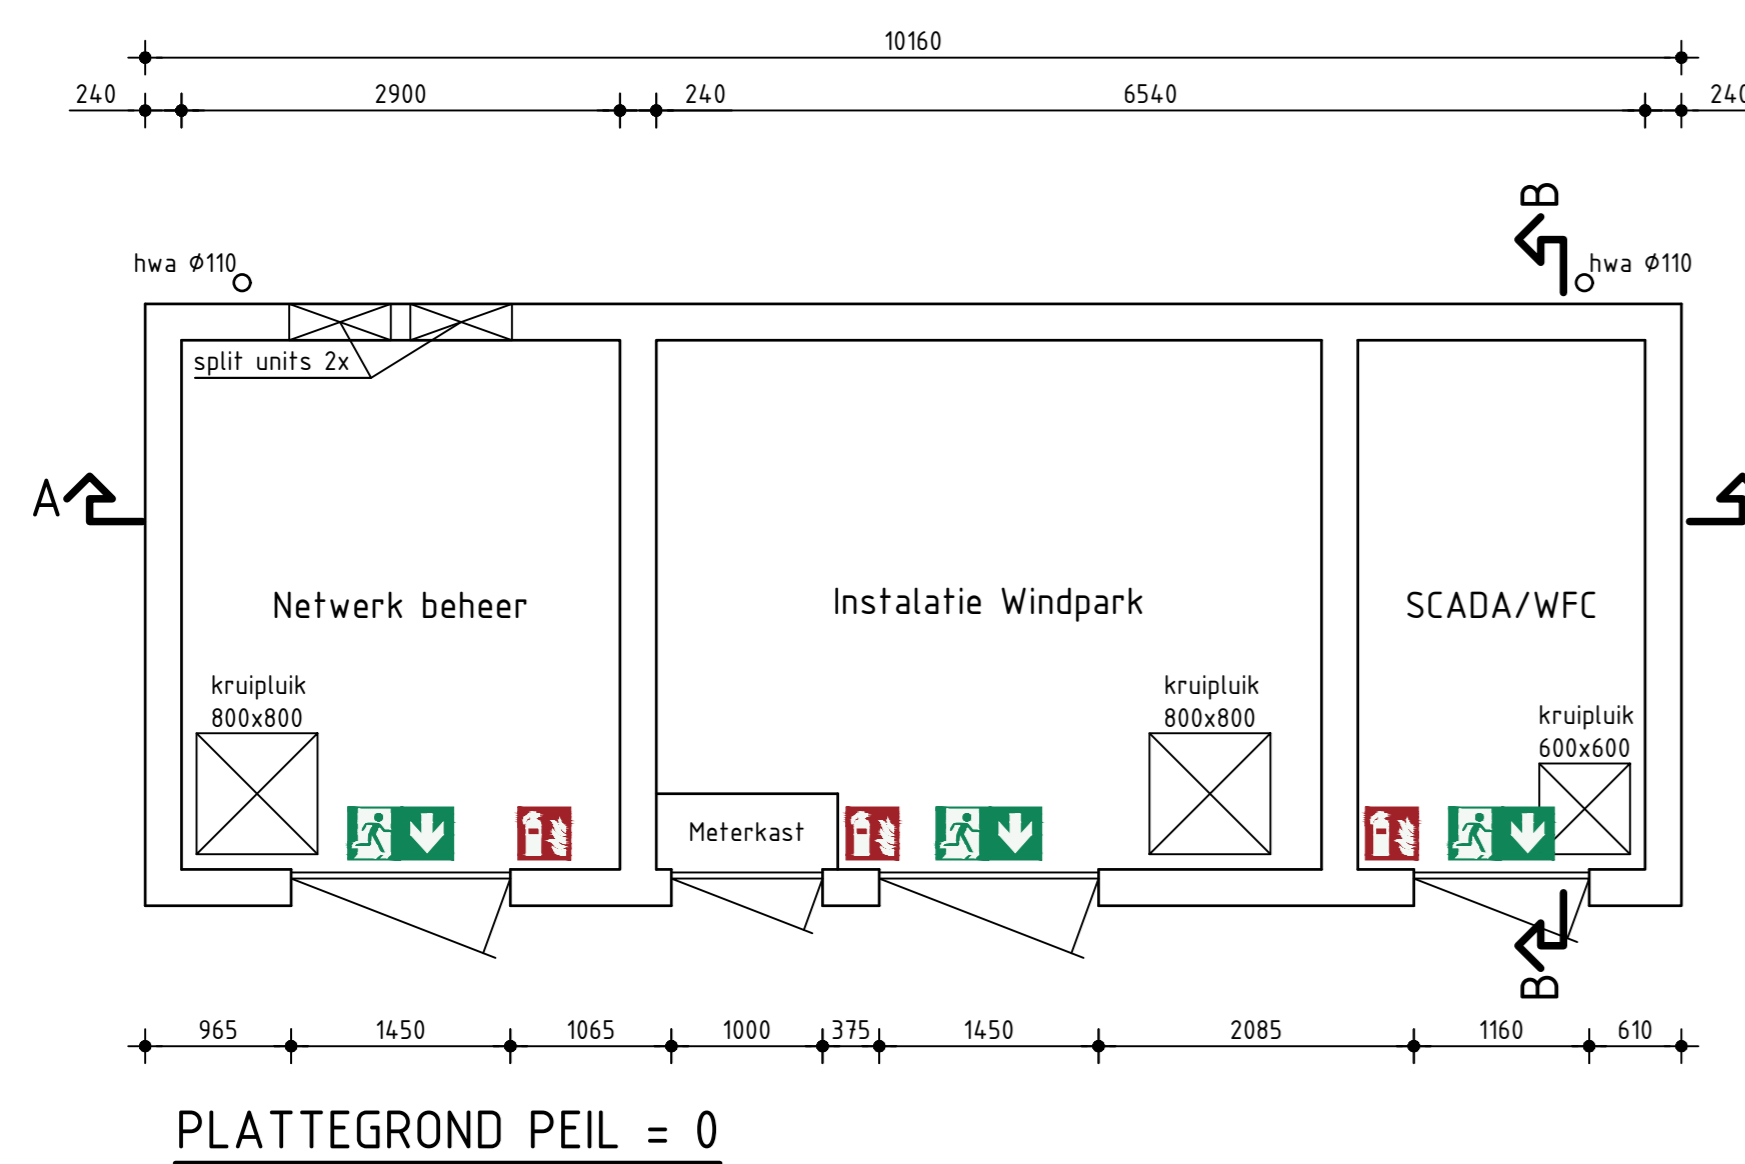 10160
240 2900 240 6540 240
B
hwa Ø110 hwa Ø110
split units 2x
A
Netwerk beheer Instalatie Windpark SCADA/WFC
kruipluik kruipluik
800x800 800x800
kruipluik
600x600
Meterkast
B
965 1450 1065 1000 375 1450 2085 1160 610
PLATTEGROND PEIL = 0